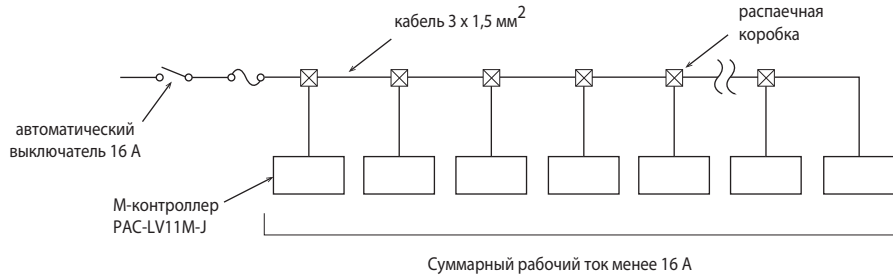 кабель 3 x 1,5 мм²
распаечная
коробка
автоматический
выключатель 16 А
М-контроллер
PAC-LV11M-J
Суммарный рабочий ток менее 16 А